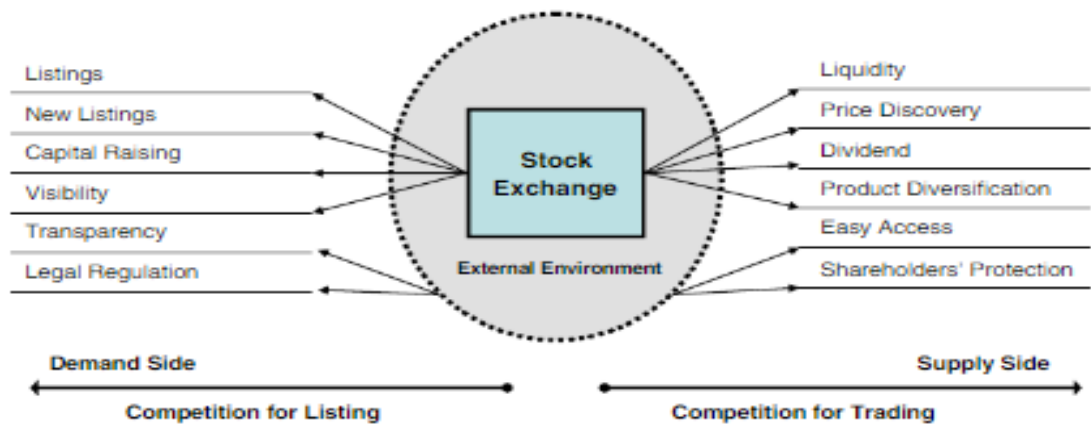 Listings
New Listings
Capital Raising
Visibility
Transparency
Legal Regulation
Stock
Exchange
External Environment
Liquidity
Price Discovery
Dividend
Product Diversification
Easy Access
Shareholders' Protection
Demand Side
Supply Side
Competition for Listing
Competition for Trading